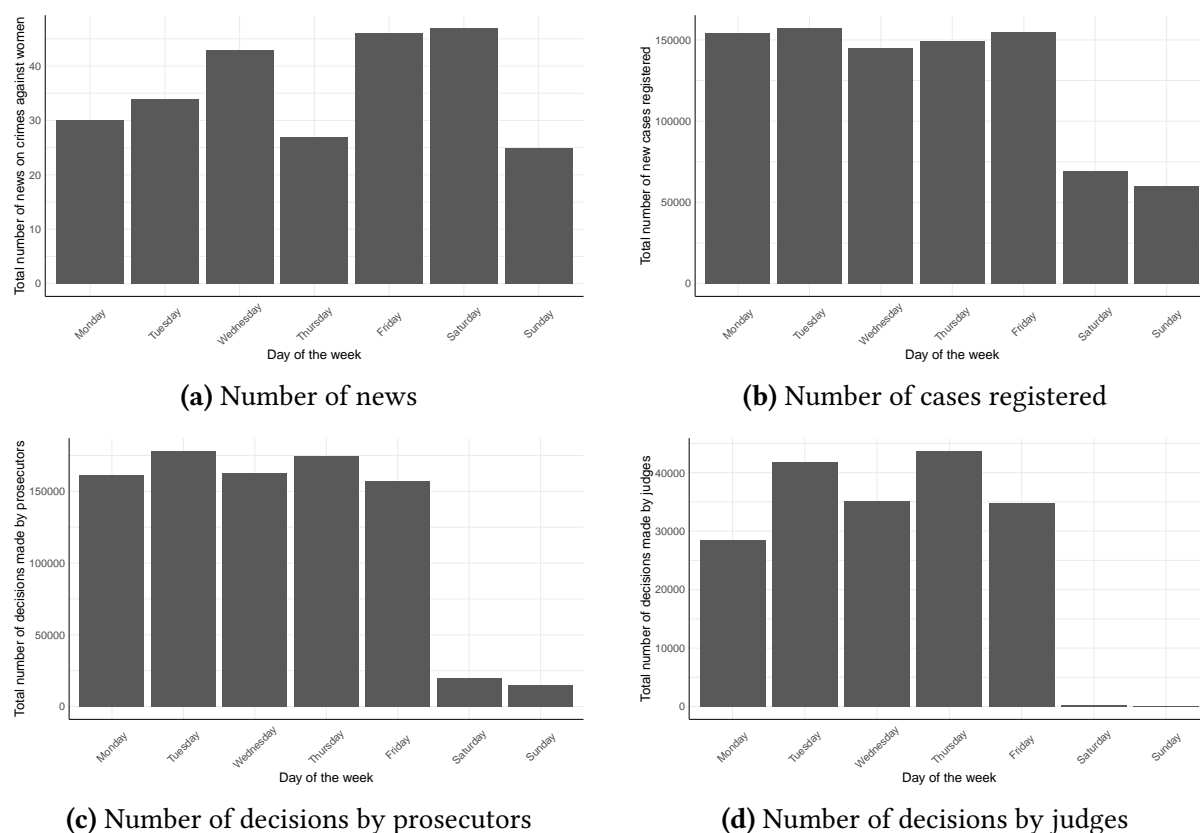 Total number of news on crimes against women
40
30
20
10
0
Monday
Tuesday
Wednesday
Thursday
Friday
Saturday
Sunday
Day of the week
(a) Number of news
Total number of new cases registered
150000
100000
50000
0
Monday
Tuesday
Wednesday
Thursday
Friday
Saturday
Sunday
Day of the week
(b) Number of cases registered
Total number of decisions made by prosecutors
150000
100000
50000
0
Monday
Tuesday
Wednesday
Thursday
Friday
Saturday
Sunday
Day of the week
(c) Number of decisions by prosecutors
Total number of decisions made by judges
40000
30000
20000
10000
0
Monday
Tuesday
Wednesday
Thursday
Friday
Saturday
Sunday
Day of the week
(d) Number of decisions by judges